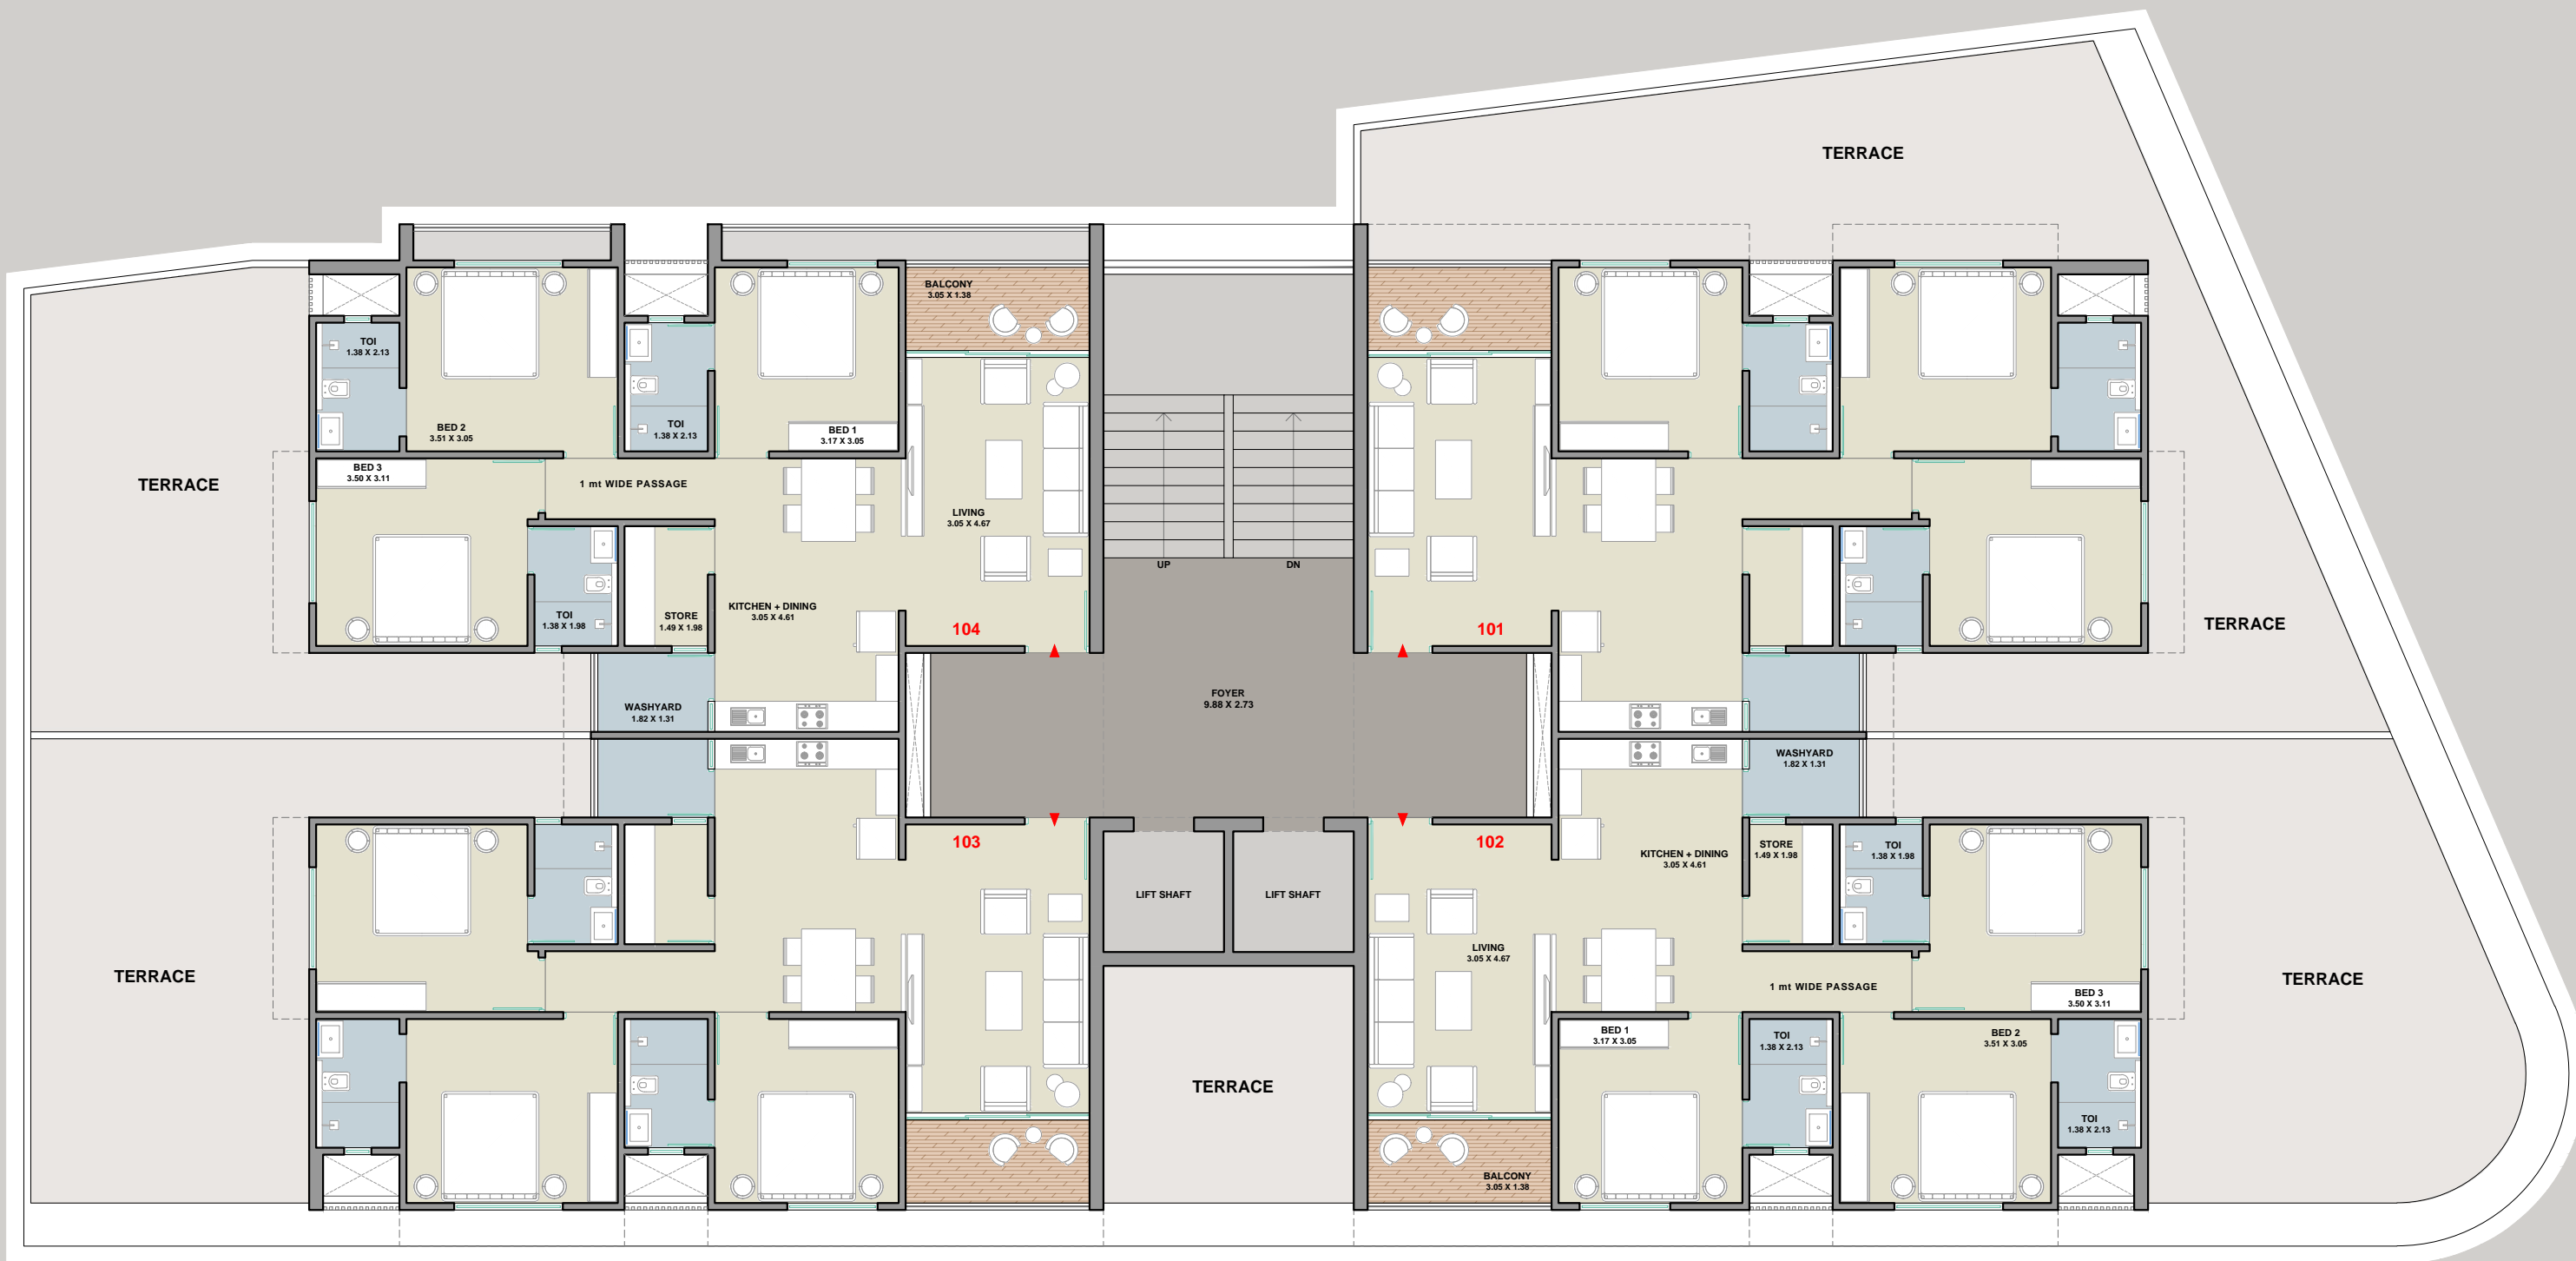 TERRACE
BALCONY
3.05 X 1.38
TOI
1.38 X 2.13
BED 2
3.51 X 3.05
TOI
1.38 X 2.13
BED 1
3.17 X 3.05
BED 3
3.50 X 3.11
1 mt WIDE PASSAGE
TERRACE
LIVING
3.05 X 4.67
UP
DN
TOI
1.38 X 1.98
STORE
1.49 X 1.98
KITCHEN + DINING
3.05 X 4.61
104
101
TERRACE
FOYER
9.88 X 2.73
WASHYARD
1.82 X 1.31
WASHYARD
1.82 X 1.31
103
102
KITCHEN + DINING
3.05 X 4.61
STORE
1.49 X 1.98
TOI
1.38 X 1.98
LIFT SHAFT
LIFT SHAFT
LIVING
3.05 X 4.67
TERRACE
TERRACE
1 mt WIDE PASSAGE
BED 3
3.50 X 3.11
BED 1
3.17 X 3.05
TOI
1.38 X 2.13
BED 2
3.51 X 3.05
TERRACE
TOI
1.38 X 2.13
BALCONY
3.05 X 1.38